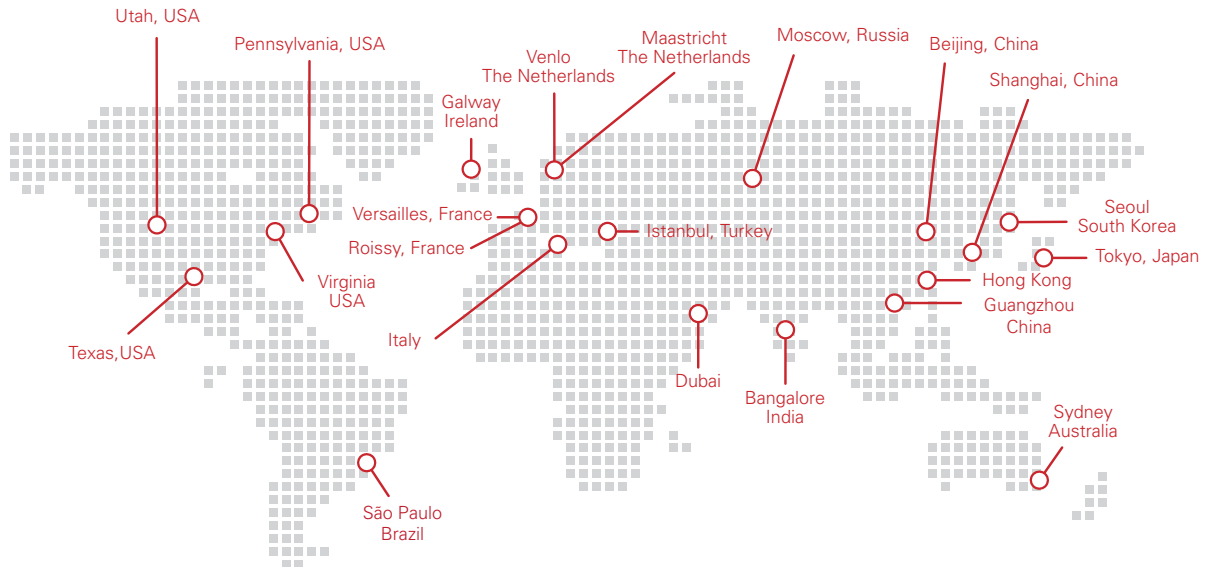 Utah, USA
Pennsylvania, USA
Venlo
The Netherlands
Maastricht
The Netherlands
Moscow, Russia
Beijing, China
Shanghai, China
Galway
Ireland
Versailles, France
Roissy, France
Istanbul, Turkey
Seoul
South Korea
Tokyo, Japan
Virginia
USA
Hong Kong
Guangzhou
China
Texas,USA
Italy
Dubai
Bangalore
India
Sydney
Australia
São Paulo
Brazil